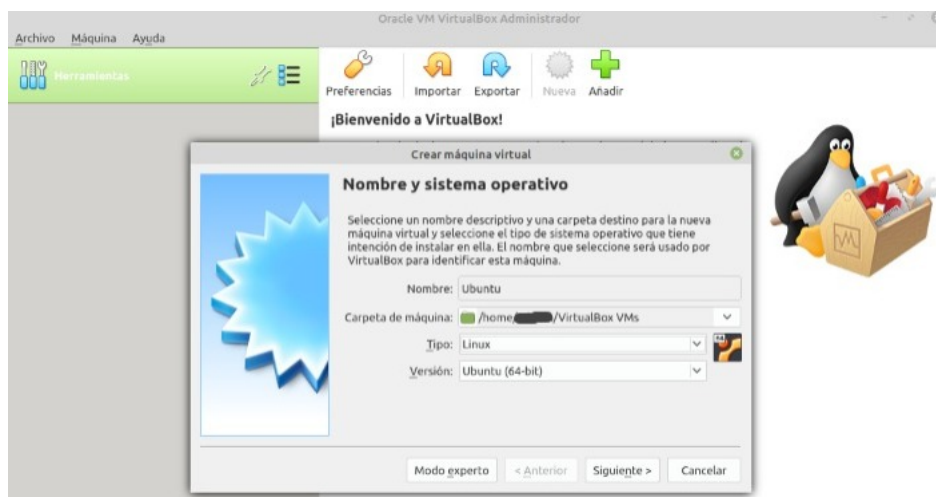 Oracle VM VirtualBox Administrador
Archivo Máquina Ayuda
Herramientas
Preferencias Importar Exportar Nueva Añadir
¡Bienvenido a VirtualBox!
Crear máquina virtual
Nombre y sistema operativo
Seleccione un nombre descriptivo y una carpeta destino para la nueva
máquina virtual y seleccione el tipo de sistema operativo que tiene
intención de instalar en ella. El nombre que seleccione será usado por
VirtualBox para identificar esta máquina.
Nombre: Ubuntu
Carpeta de máquina: /home/ /VirtualBox VMs
Tipo: Linux
Versión: Ubuntu (64-bit)
Modo experto < Anterior Siguiente > Cancelar